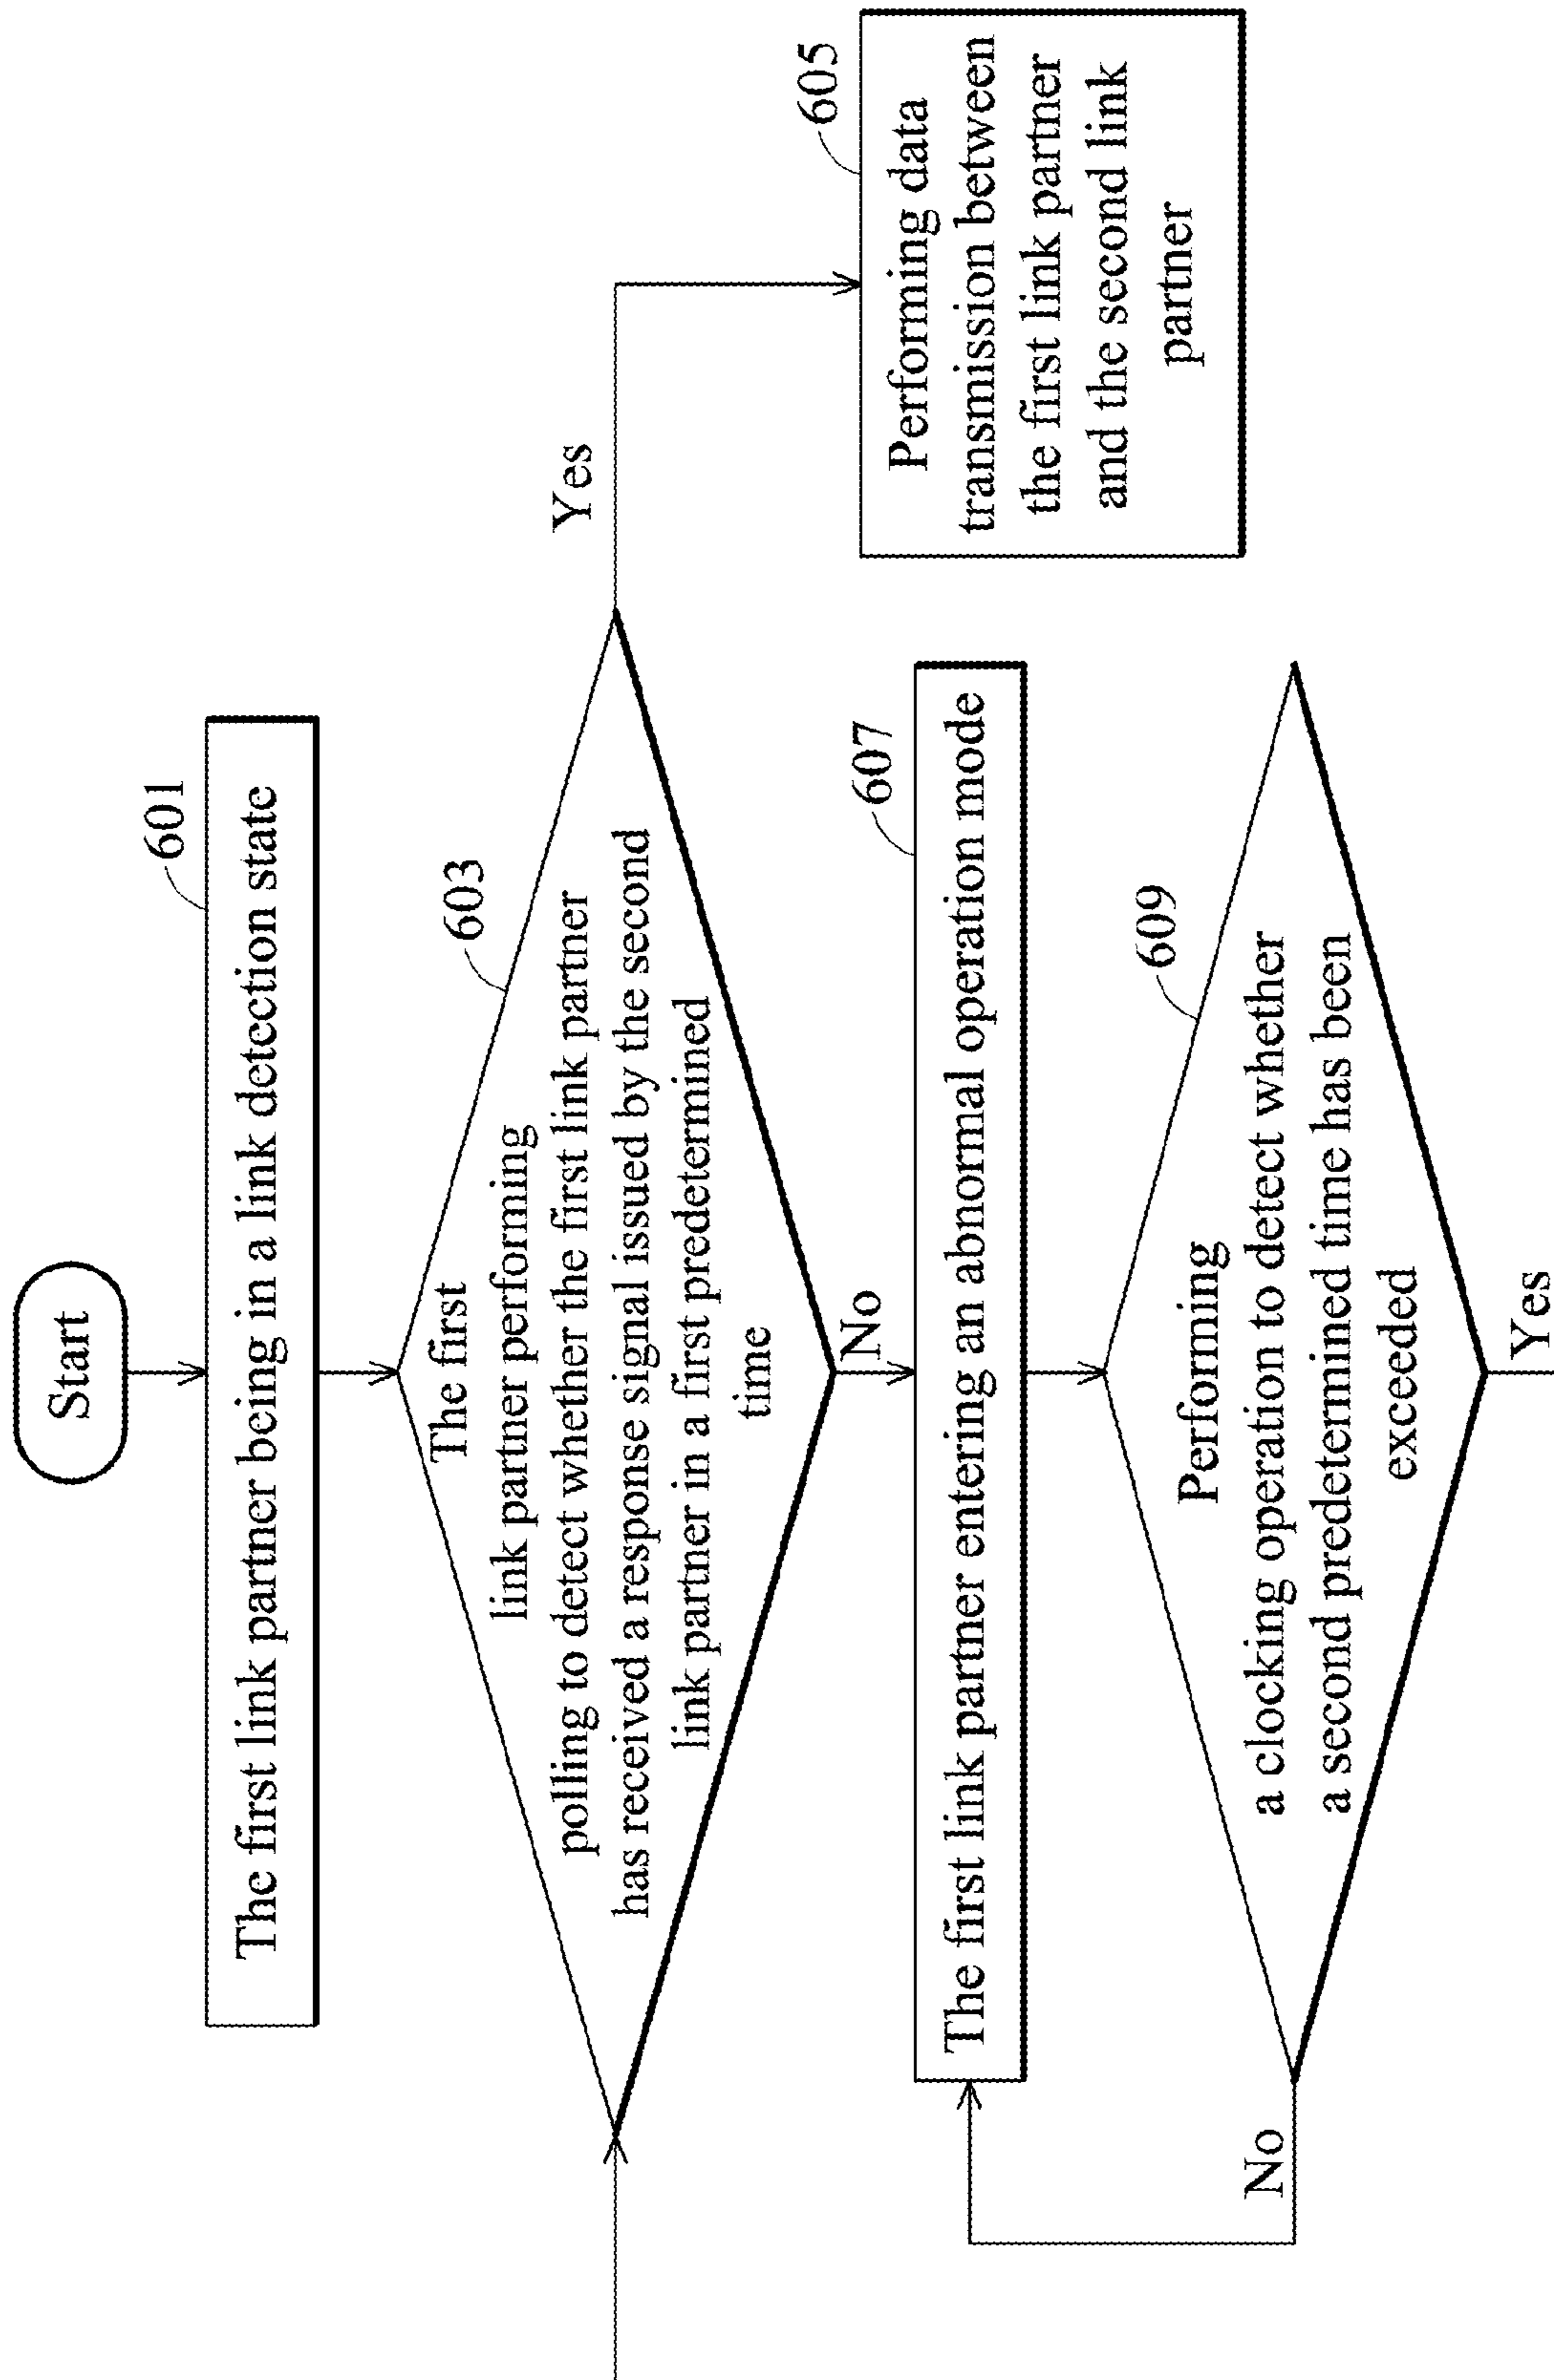 Start
601
The first link partner being in a link detection state
603
The first
link partner performing
polling to detect whether the first link partner
has received a response signal issued by the second
link partner in a first predetermined
time
Yes
605
Performing data
transmission between
the first link partner
and the second link
partner
No
607
The first link partner entering an abnormal operation mode
609
Performing
a clocking operation to detect whether
a second predetermined time has been
exceeded
No
Yes